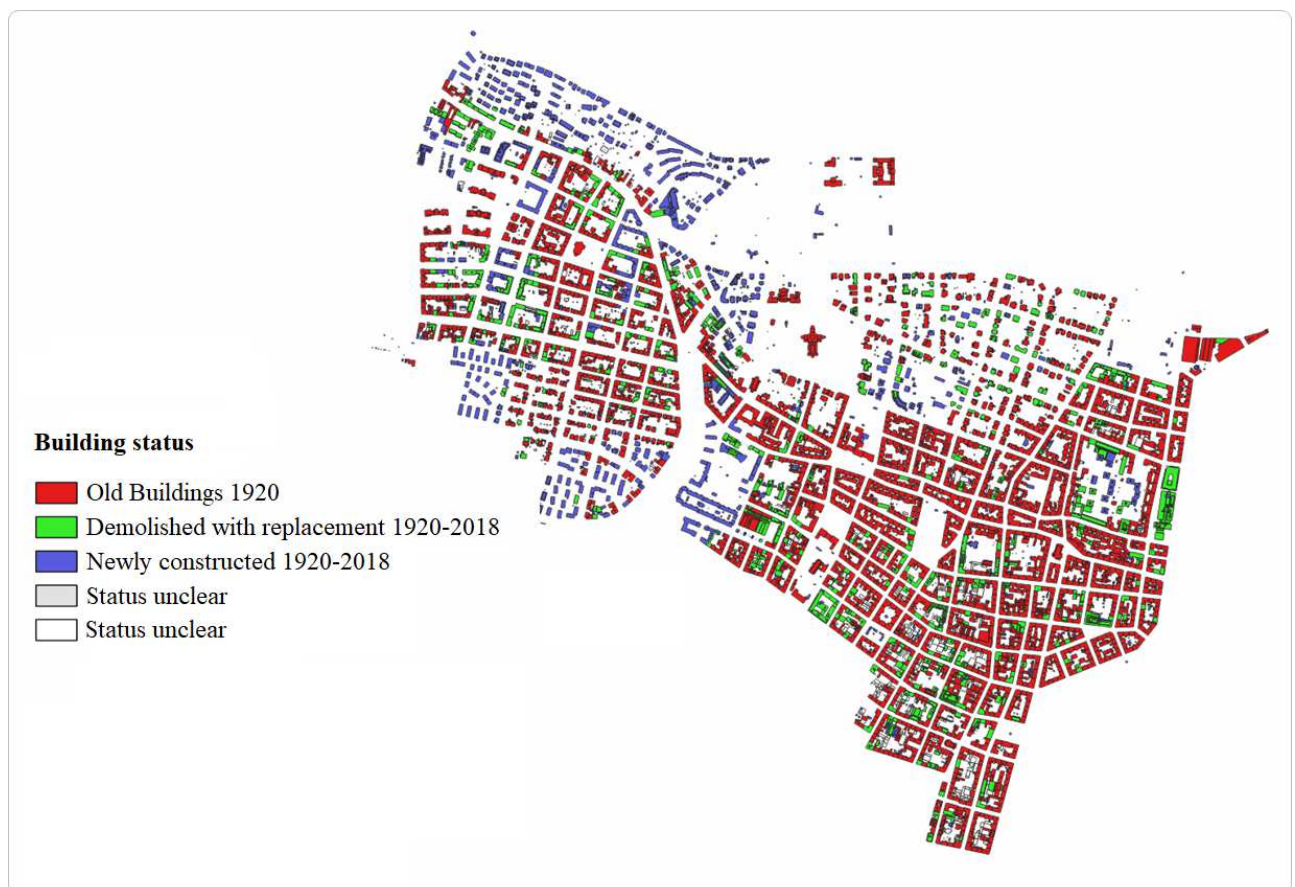 Building status
Old Buildings 1920
Demolished with replacement 1920-2018
Newly constructed 1920-2018
Status unclear
Status unclear